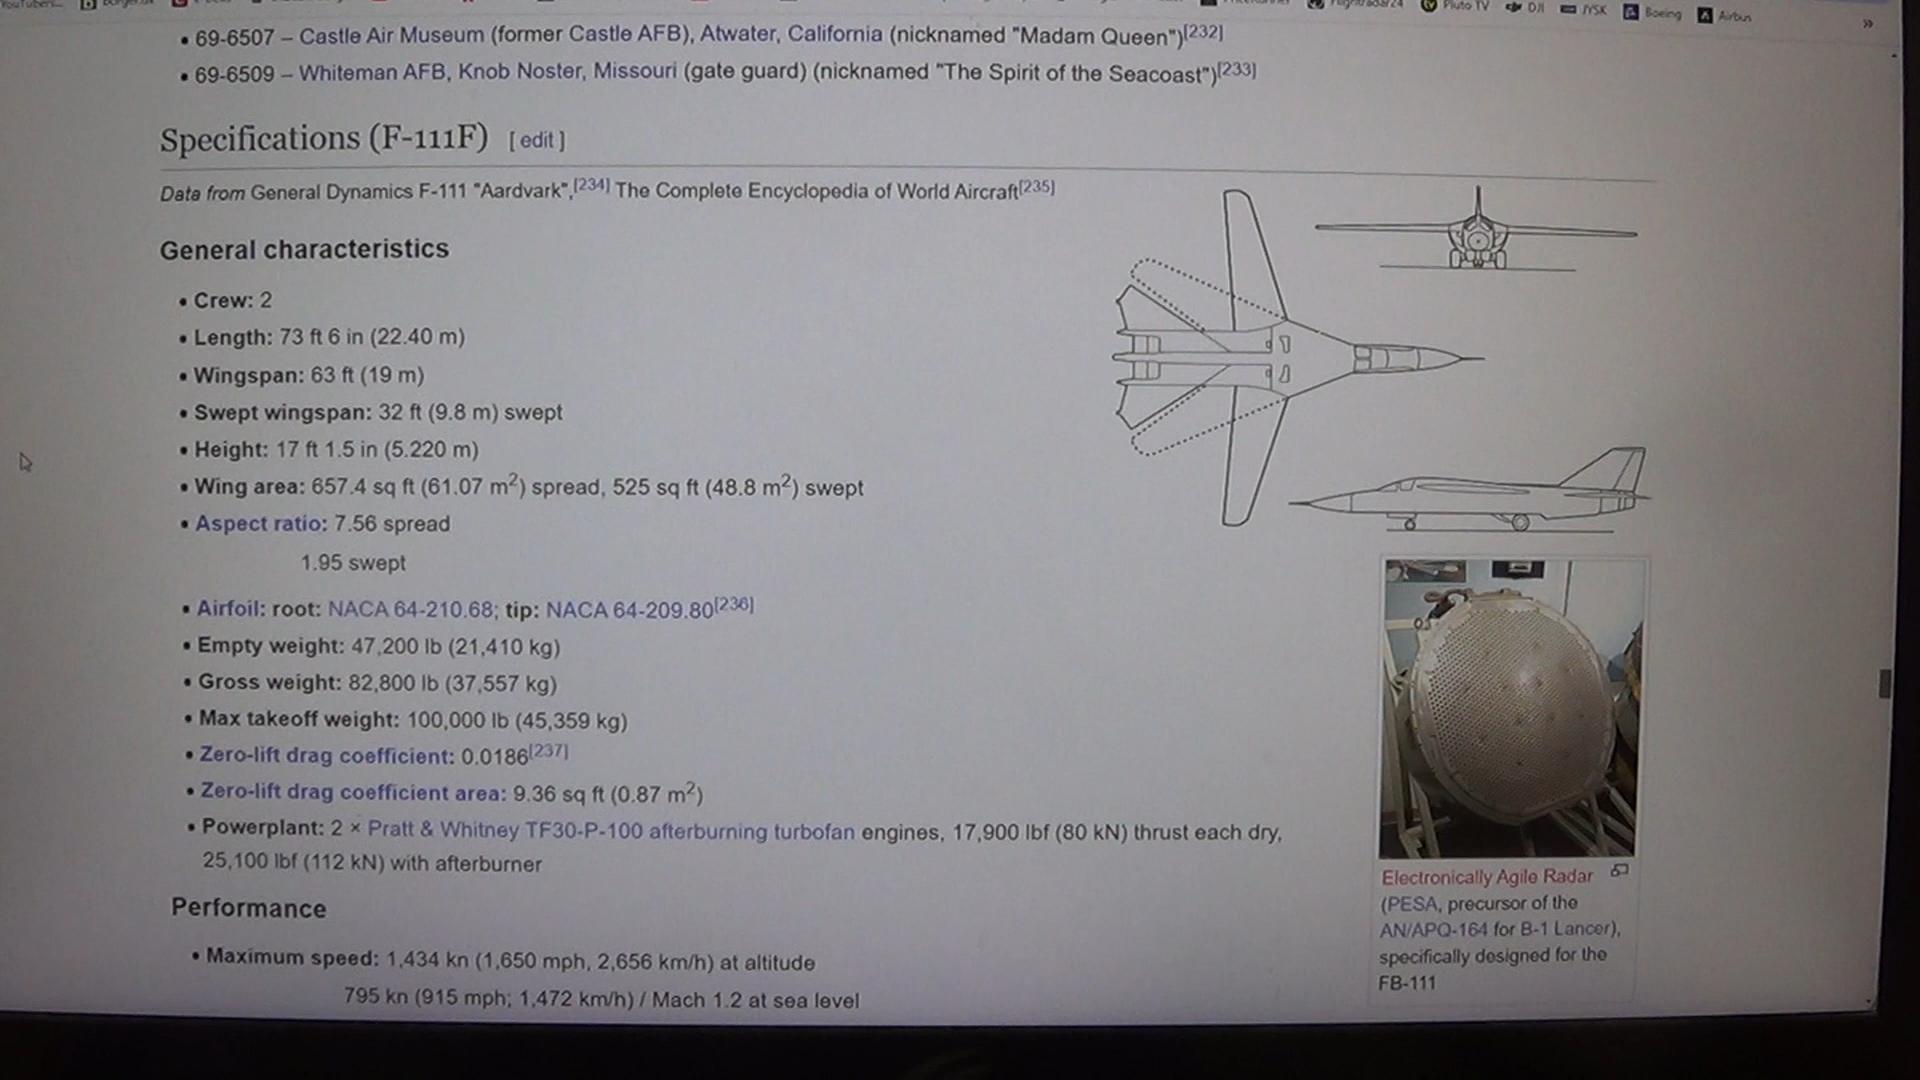 Pluto TV DJI JYSK Boeing Airbus
• 69-6507 – Castle Air Museum (former Castle AFB), Atwater, California (nicknamed "Madam Queen")[232]
• 69-6509 – Whiteman AFB, Knob Noster, Missouri (gate guard) (nicknamed "The Spirit of the Seacoast")[233]
Specifications (F-111F) [ edit ]
Data from General Dynamics F-111 "Aardvark",[234] The Complete Encyclopedia of World Aircraft[235]
General characteristics
• Crew: 2
• Length: 73 ft 6 in (22.40 m)
• Wingspan: 63 ft (19 m)
• Swept wingspan: 32 ft (9.8 m) swept
• Height: 17 ft 1.5 in (5.220 m)
• Wing area: 657.4 sq ft (61.07 m²) spread, 525 sq ft (48.8 m²) swept
• Aspect ratio: 7.56 spread
1.95 swept
• Airfoil: root: NACA 64-210.68; tip: NACA 64-209.80[236]
• Empty weight: 47,200 lb (21,410 kg)
• Gross weight: 82,800 lb (37,557 kg)
• Max takeoff weight: 100,000 lb (45,359 kg)
• Zero-lift drag coefficient: 0.0186[237]
• Zero-lift drag coefficient area: 9.36 sq ft (0.87 m²)
• Powerplant: 2 × Pratt & Whitney TF30-P-100 afterburning turbofan engines, 17,900 lbf (80 kN) thrust each dry,
25,100 lbf (112 kN) with afterburner
Performance
• Maximum speed: 1,434 kn (1,650 mph, 2,656 km/h) at altitude
795 kn (915 mph; 1,472 km/h) / Mach 1.2 at sea level
Electronically Agile Radar
(PESA, precursor of the
AN/APQ-164 for B-1 Lancer),
specifically designed for the
FB-111